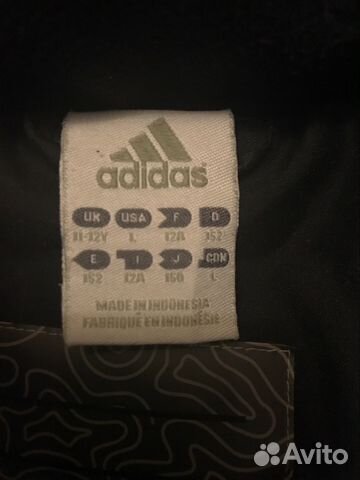 adidas
UK USA F D
11-12Y L 12A 152
E I J CDN
152 12A 150 L
MADE IN INDONESIA
FABRIQUÉ EN INDONÉSIE
Avito